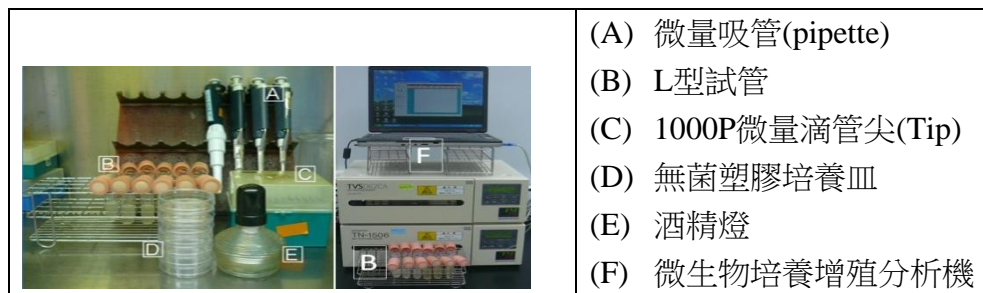 A
B
C
D
E
F
TVS
TN-1506
B
(A) 微量吸管(pipette)
(B) L型試管
(C) 1000P微量滴管尖(Tip)
(D) 無菌塑膠培養皿
(E) 酒精燈
(F) 微生物培養增殖分析機